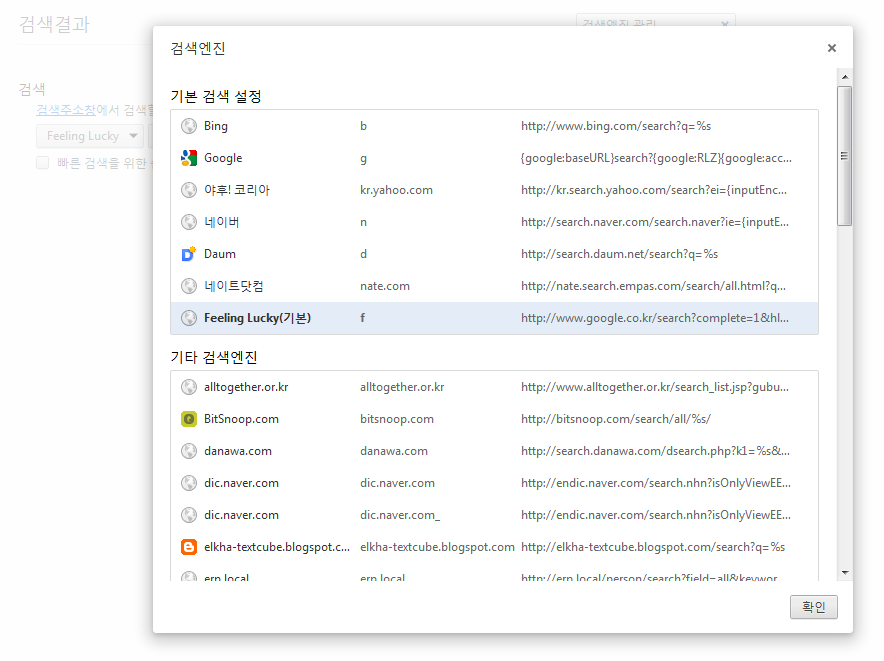 검색결과
검색엔진 관리
검색엔진
기본 검색 설정
Bing b http://www.bing.com/search?q=%s
Google g {google:baseURL}search?{google:RLZ}{google:acc...
야후! 코리아 kr.yahoo.com http://kr.search.yahoo.com/search?ei={inputEnc...
네이버 n http://search.naver.com/search.naver?ie={inputE...
Daum d http://search.daum.net/search?q=%s
네이트닷컴 nate.com http://nate.search.empas.com/search/all.html?q...
Feeling Lucky(기본) f http://www.google.co.kr/search?complete=1&hl...
기타 검색엔진
alltogether.or.kr alltogether.or.kr http://www.alltogether.or.kr/search_list.jsp?gubu...
BitSnoop.com bitsnoop.com http://bitsnoop.com/search/all/%s/
danawa.com danawa.com http://search.danawa.com/dsearch.php?k1=%s&...
dic.naver.com dic.naver.com http://endic.naver.com/search.nhn?isOnlyViewEE...
dic.naver.com dic.naver.com_ http://endic.naver.com/search.nhn?isOnlyViewEE...
elkha-textcube.blogspot.c... elkha-textcube.blogspot.com http://elkha-textcube.blogspot.com/search?q=%s
erp.local erp.local http://erp.local/person/search?field=all&keywor...
확인
검색
검색주소창에서 검색할
Feeling Lucky
빠른 검색을 위한